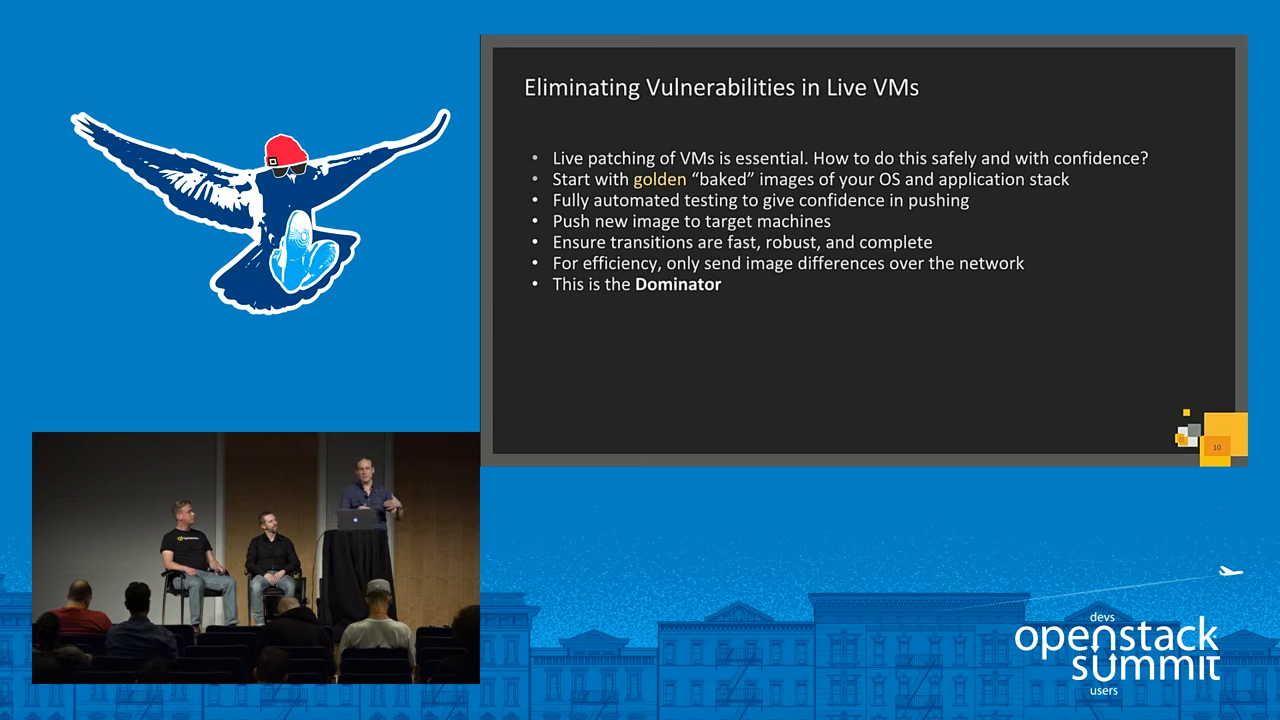 Eliminating Vulnerabilities in Live VMs
• Live patching of VMs is essential. How to do this safely and with confidence?
• Start with golden “baked” images of your OS and application stack
• Fully automated testing to give confidence in pushing
• Push new image to target machines
• Ensure transitions are fast, robust, and complete
• For efficiency, only send image differences over the network
• This is the Dominator
10
devs
openstack
summit
users